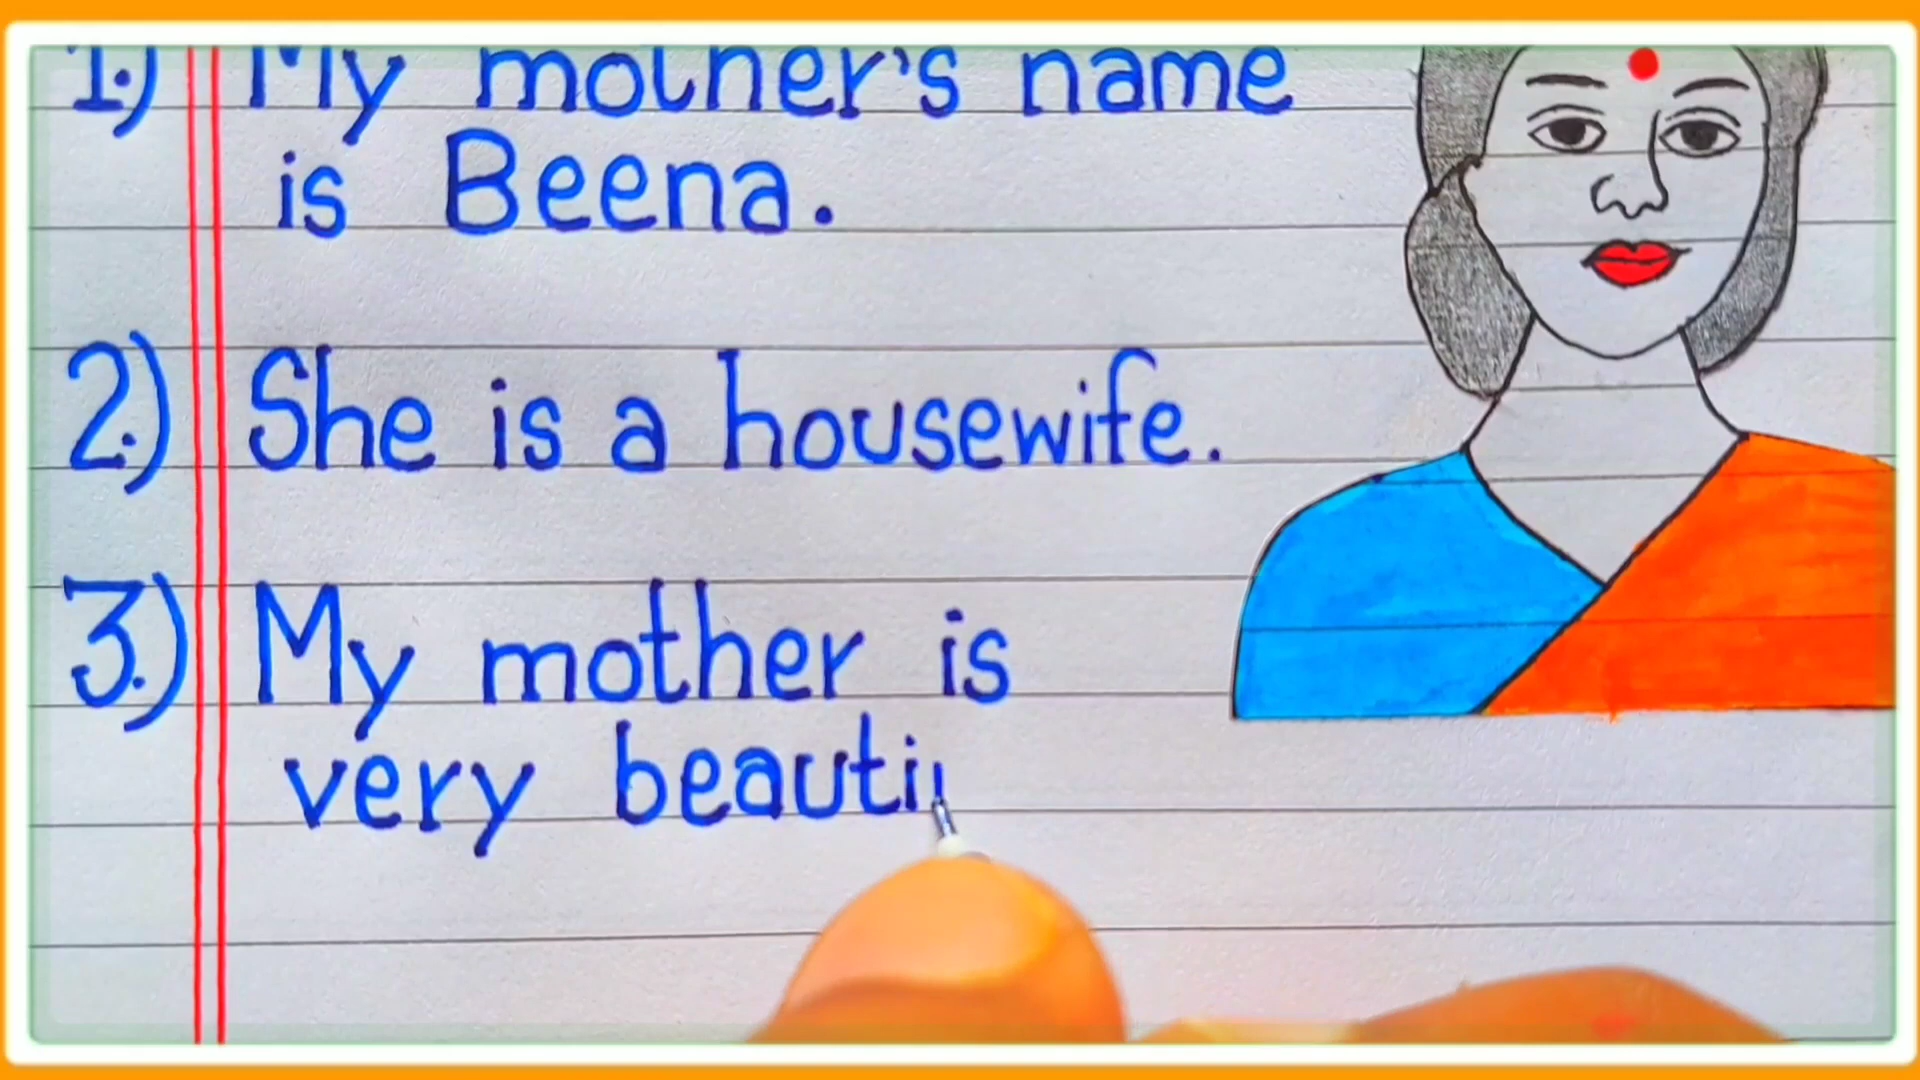 1.) My mother's name
is Beena.
2.) She is a housewife.
3.) My mother is
very beauti